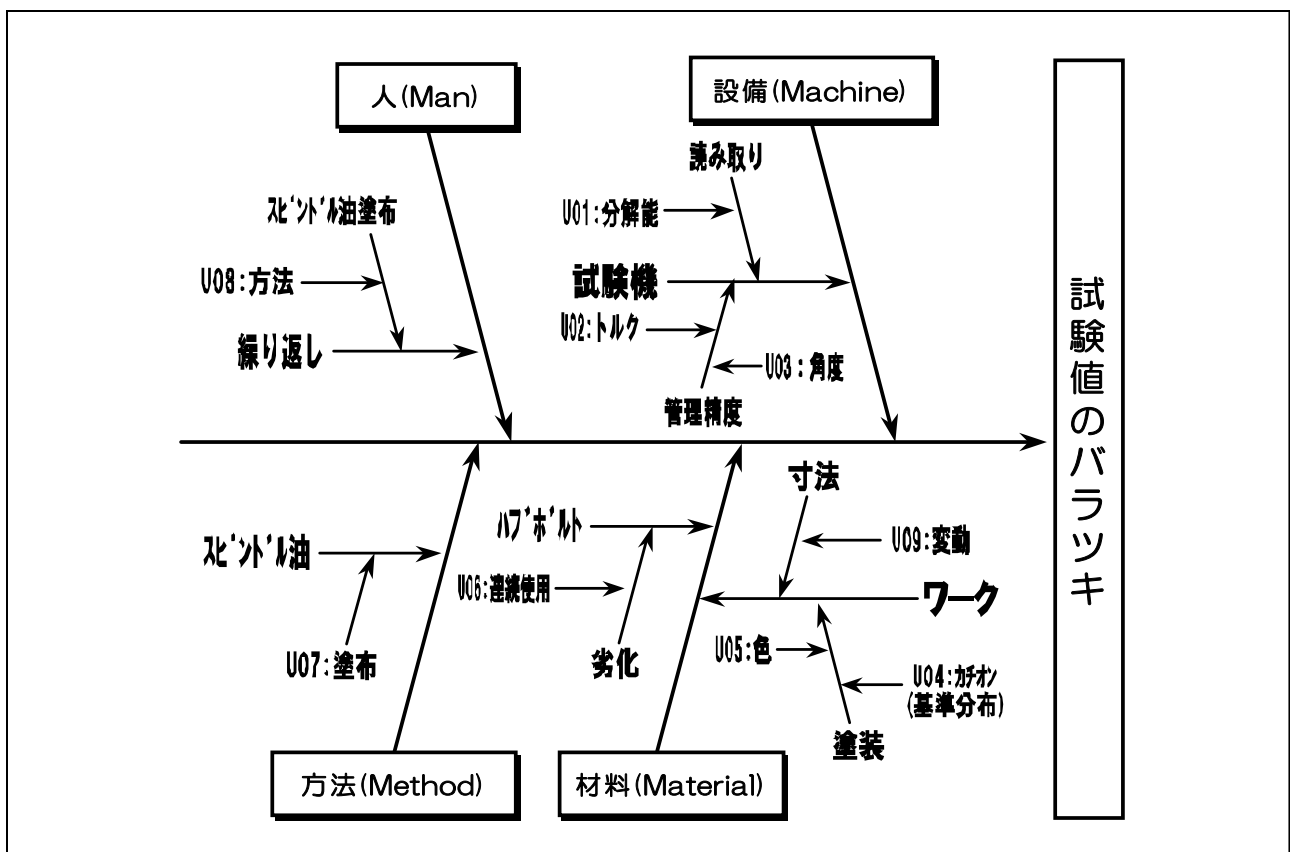 人(Man)
設備(Machine)
読み取り
スピンドル油塗布
U01:分解能
U08:方法
試験機
U02:トルク
繰り返し
U03:角度
管理精度
試験値のバラツキ
寸法
ハブボルト
U09:変動
スピンドル油
U06:連続使用
ワーク
U05:色
U07:塗布
劣化
U04:カチオン
(基準分布)
塗装
方法(Method)
材料(Material)